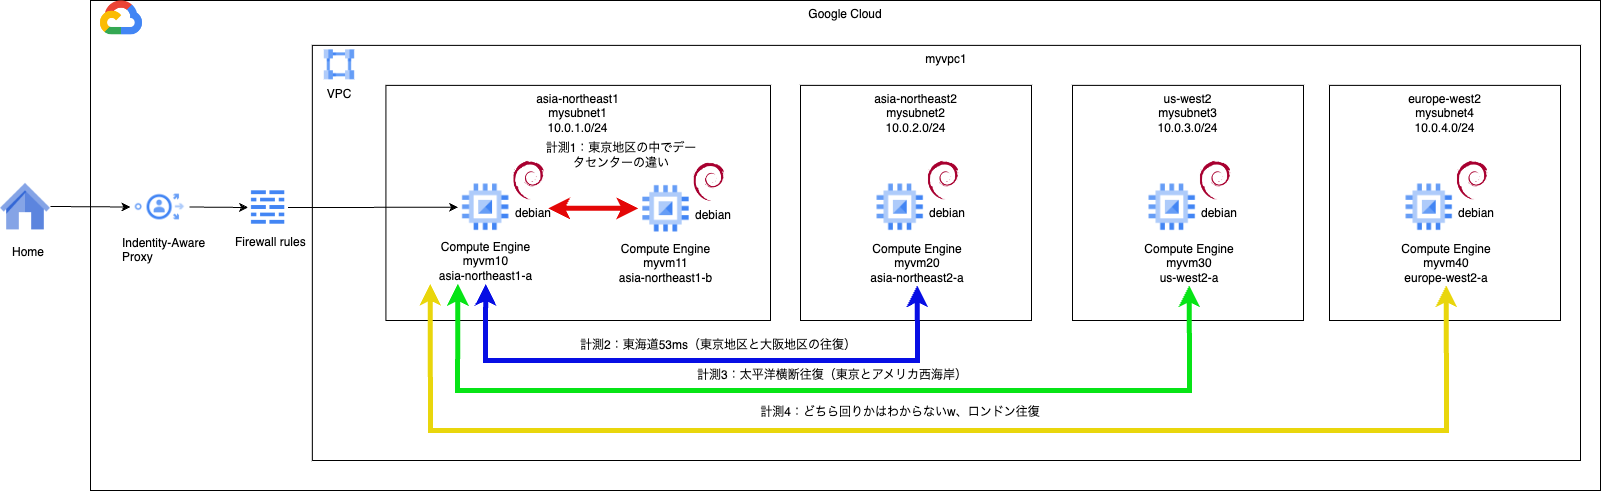 Google Cloud
myvpc1
VPC
asia-northeast1
mysubnet1
10.0.1.0/24
計測1：東京地区の中でデー
タセンターの違い
asia-northeast2
mysubnet2
10.0.2.0/24
us-west2
mysubnet3
10.0.3.0/24
europe-west2
mysubnet4
10.0.4.0/24
Home
Indentity-Aware
Proxy
Firewall rules
debian
Compute Engine
myvm10
asia-northeast1-a
debian
Compute Engine
myvm11
asia-northeast1-b
debian
Compute Engine
myvm20
asia-northeast2-a
debian
Compute Engine
myvm30
us-west2-a
debian
Compute Engine
myvm40
europe-west2-a
計測2：東海道53ms（東京地区と大阪地区の往復）
計測3：太平洋横断往復（東京とアメリカ西海岸）
計測4：どちら回りかはわからないw、ロンドン往復